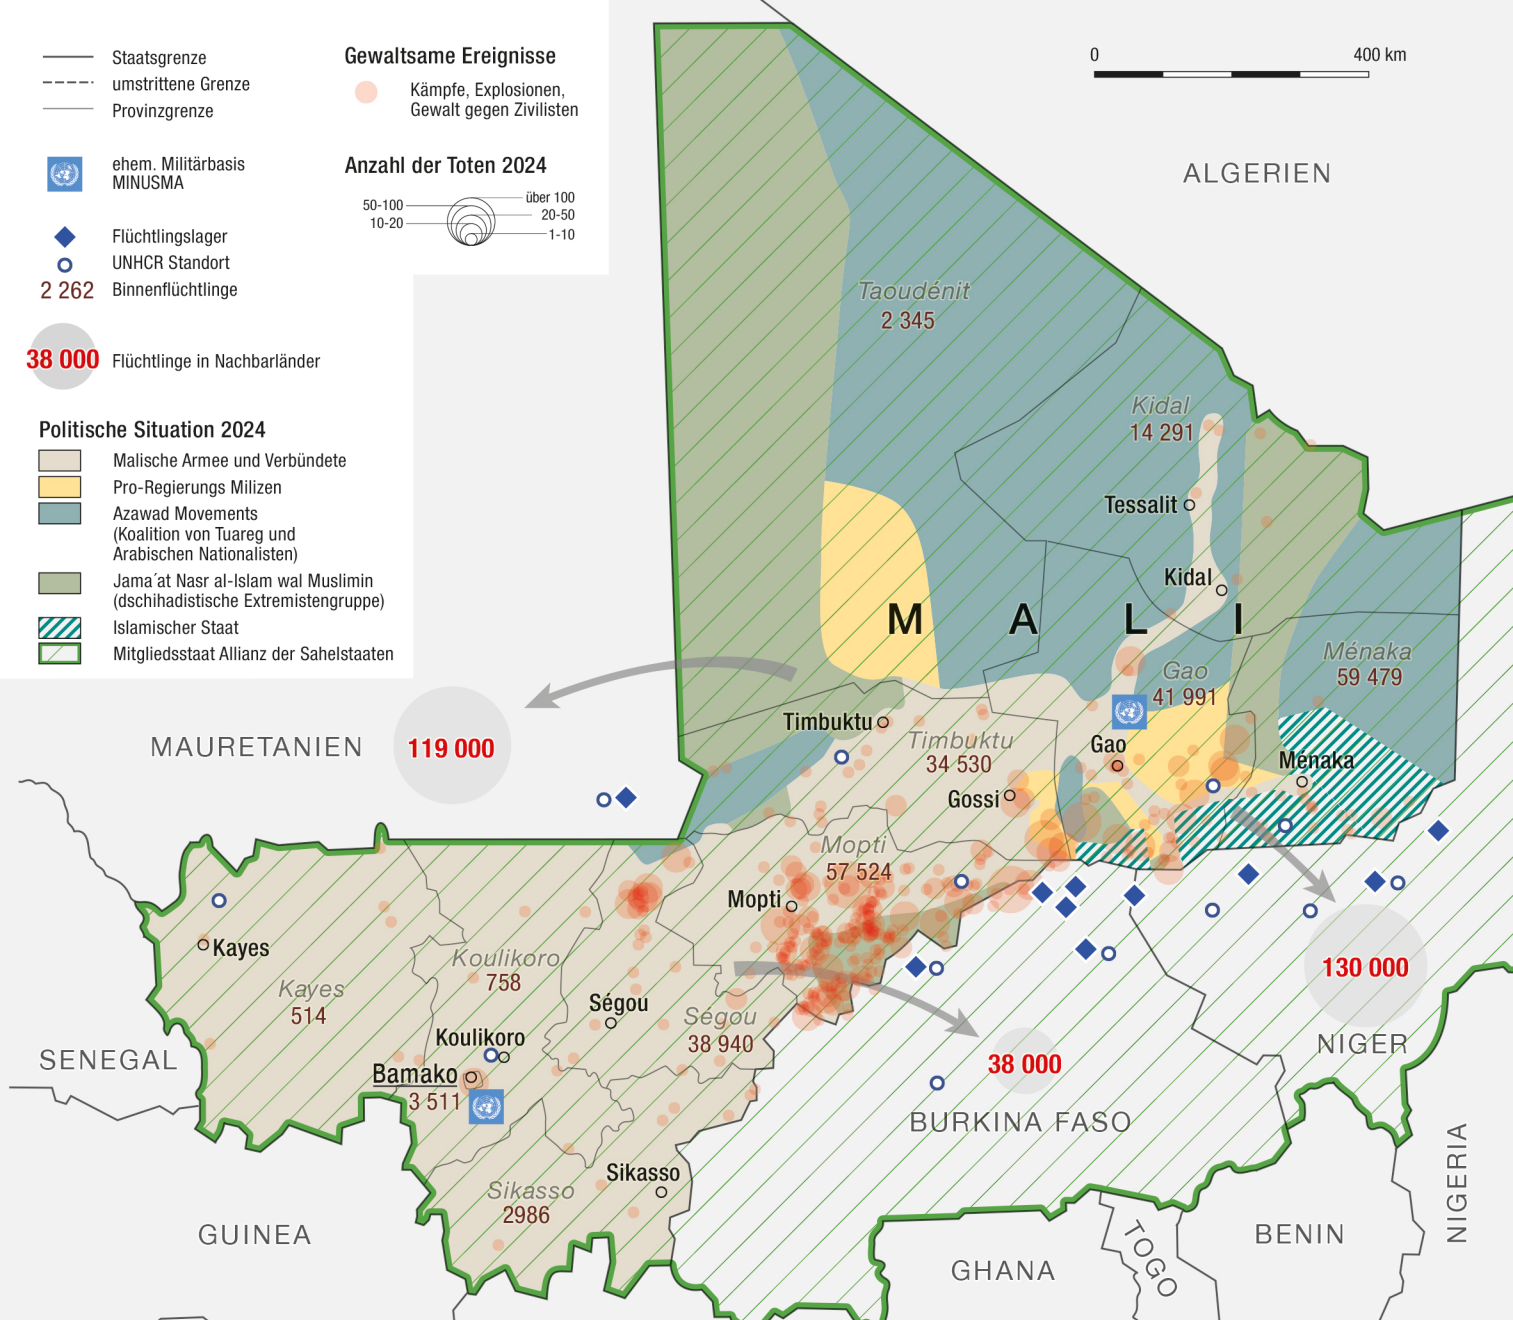 Staatsgrenze
umstrittene Grenze
Provinzgrenze
ehem. Militärbasis
MINUSMA
Flüchtlingslager
UNHCR Standort
2 262 Binnenflüchtlinge
38 000 Flüchtlinge in Nachbarländer
Gewaltsame Ereignisse
Kämpfe, Explosionen,
Gewalt gegen Zivilisten
Anzahl der Toten 2024
über 100
50-100
20-50
10-20
1-10
Politische Situation 2024
Malische Armee und Verbündete
Pro-Regierungs Milizen
Azawad Movements
(Koalition von Tuareg und
Arabischen Nationalisten)
Jama´at Nasr al-Islam wal Muslimin
(dschihadistische Extremistengruppe)
Islamischer Staat
Mitgliedsstaat Allianz der Sahelstaaten
0 400 km
ALGERIEN
Taoudénit
2 345
Kidal
14 291
Tessalit
Kidal
MALI
Ménaka
59 479
Gao
41 991
Timbuktu
Timbuktu
34 530
Gao
Ménaka
Gossi
MAURETANIEN
119 000
Mopti
57 524
Mopti
Kayes
Kayes
514
Koulikoro
758
Ségou
Ségou
38 940
Koulikoro
Bamako
3 511
Sikasso
Sikasso
2986
130 000
NIGER
38 000
BURKINA FASO
SENEGAL
GUINEA
GHANA
TOGO
BENIN
NIGERIA